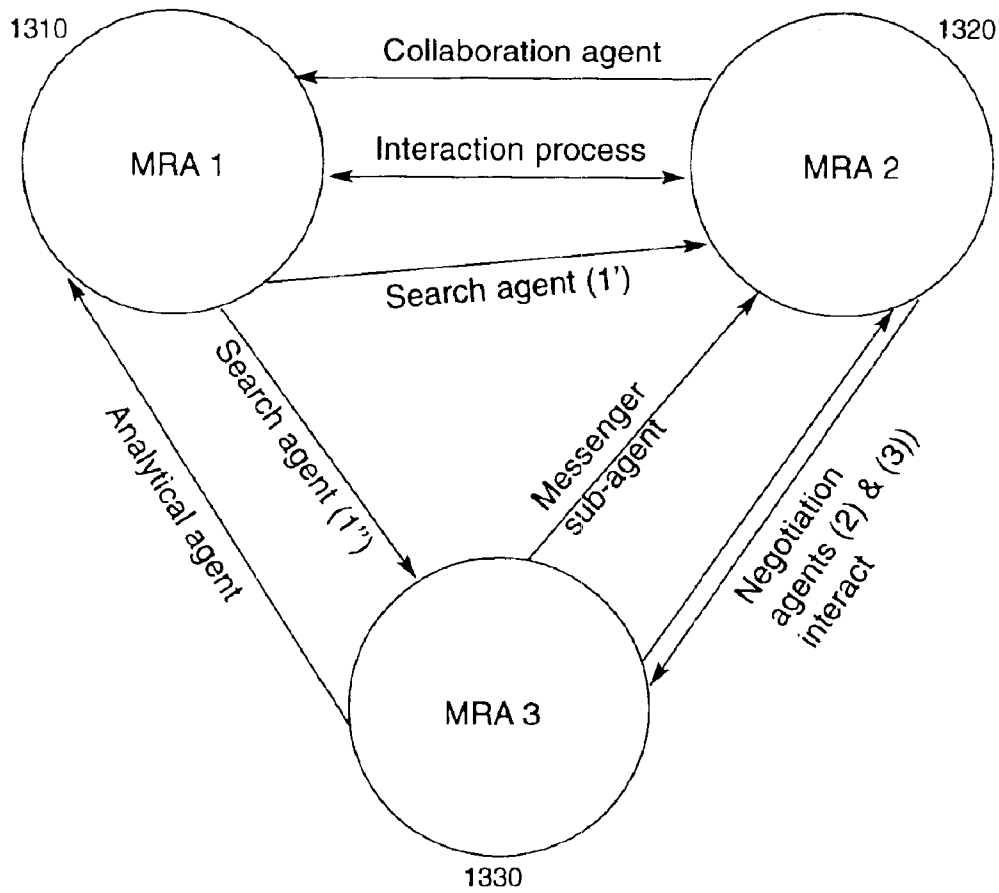 1310
1320
Collaboration agent
MRA 1
Interaction process
MRA 2
Search agent (1')
Search agent (1")
Analytical agent
Messenger
sub-agent
Negotiation
agents (2) & (3))
interact
MRA 3
1330